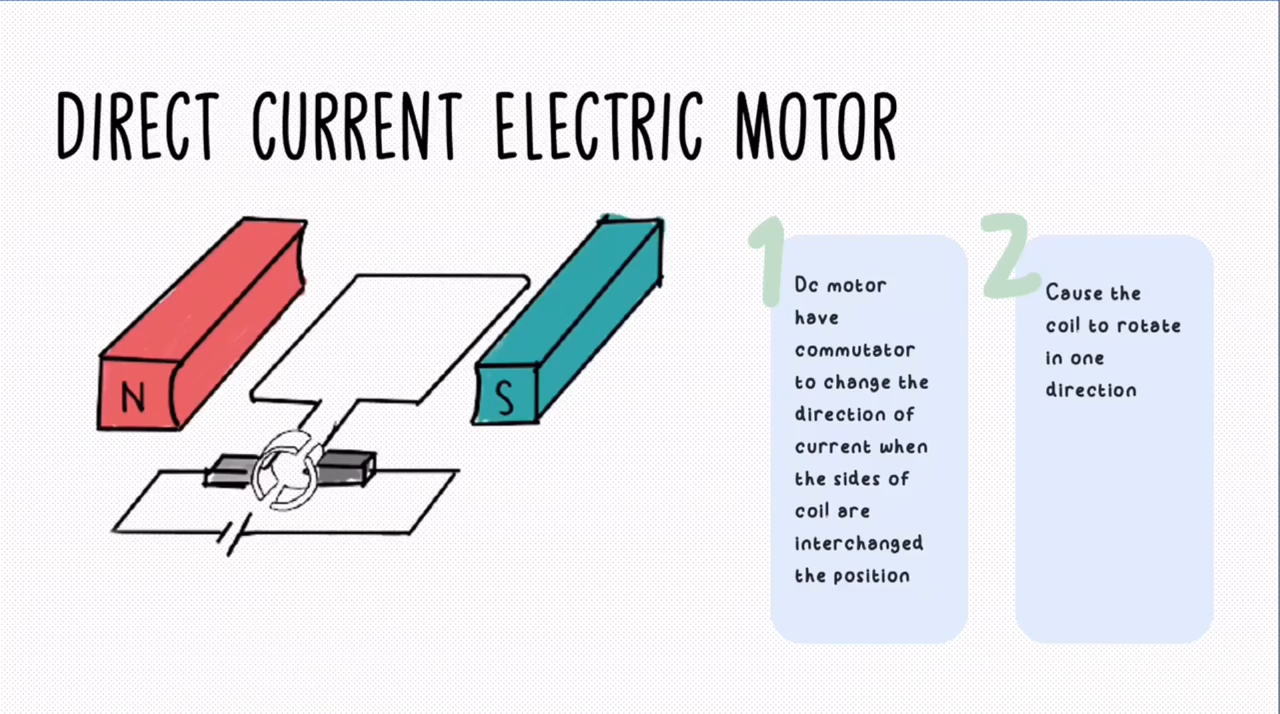 DIRECT CURRENT ELECTRIC MOTOR
N
S
1
Dc motor
have
commutator
to change the
direction of
current when
the sides of
coil are
interchanged
the position
2
Cause the
coil to rotate
in one
direction